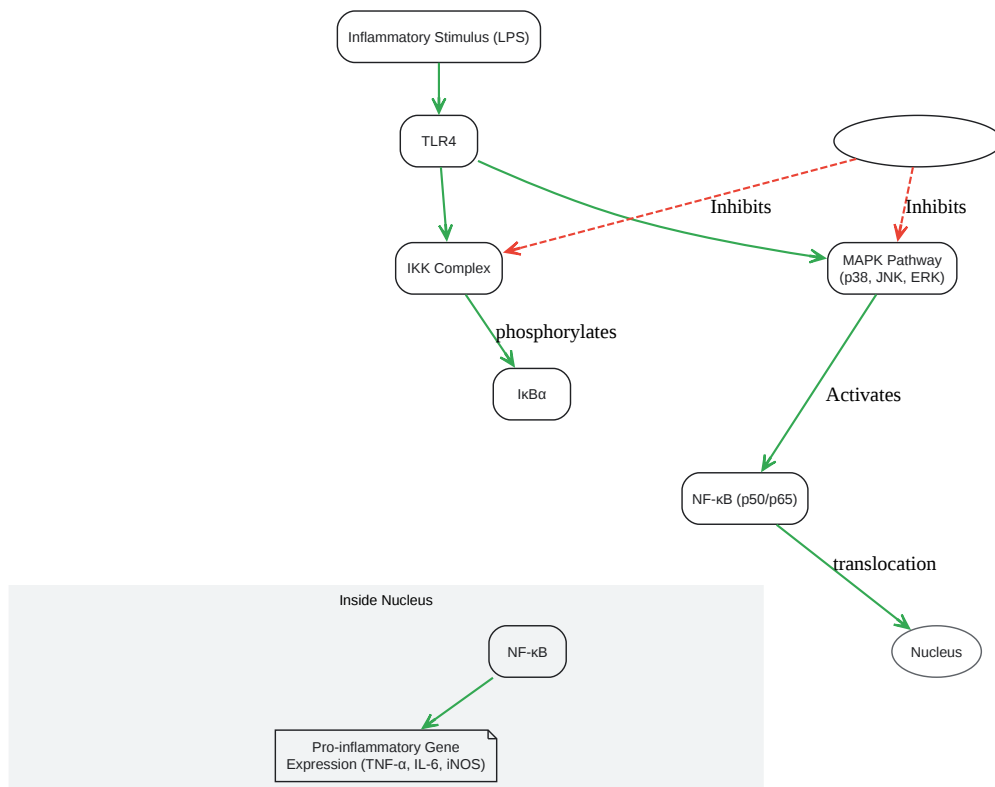 Inflammatory Stimulus (LPS)
TLR4
Inhibits
Inhibits
IKK Complex
MAPK Pathway
(p38, JNK, ERK)
phosphorylates
IκBα
Activates
NF-κB (p50/p65)
translocation
Inside Nucleus
NF-κB
Nucleus
Pro-inflammatory Gene
Expression (TNF-α, IL-6, iNOS)